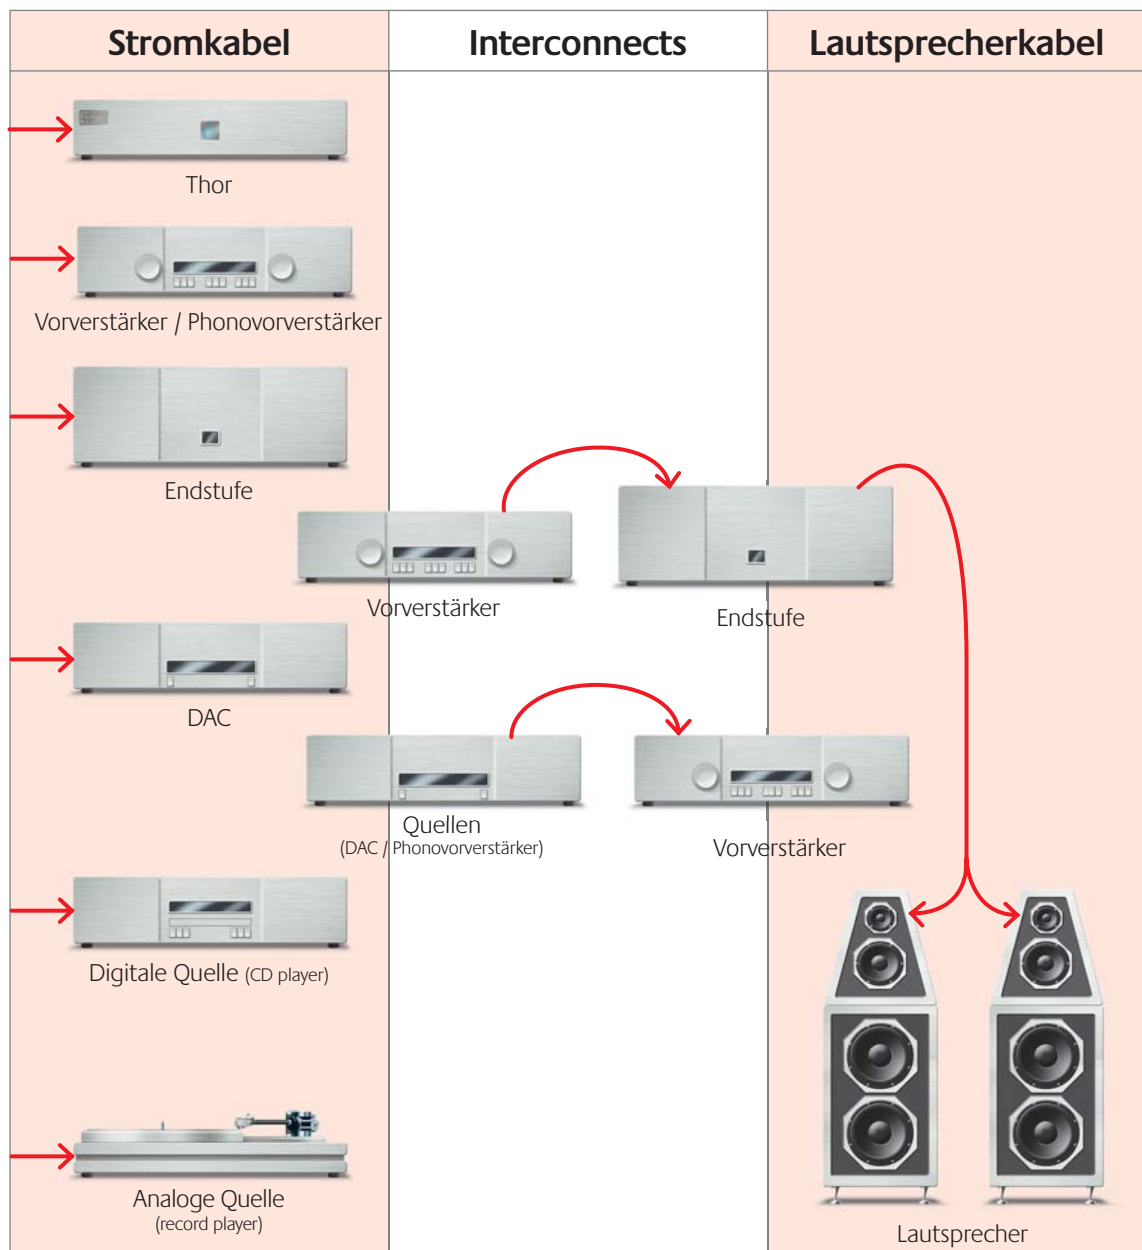 Stromkabel
Interconnects
Lautsprecherkabel
Thor
Vorverstärker / Phonovorverstärker
Endstufe
Vorverstärker
Endstufe
DAC
Quellen
(DAC / Phonovorverstärker)
Vorverstärker
Digitale Quelle (CD player)
Analoge Quelle
(record player)
Lautsprecher